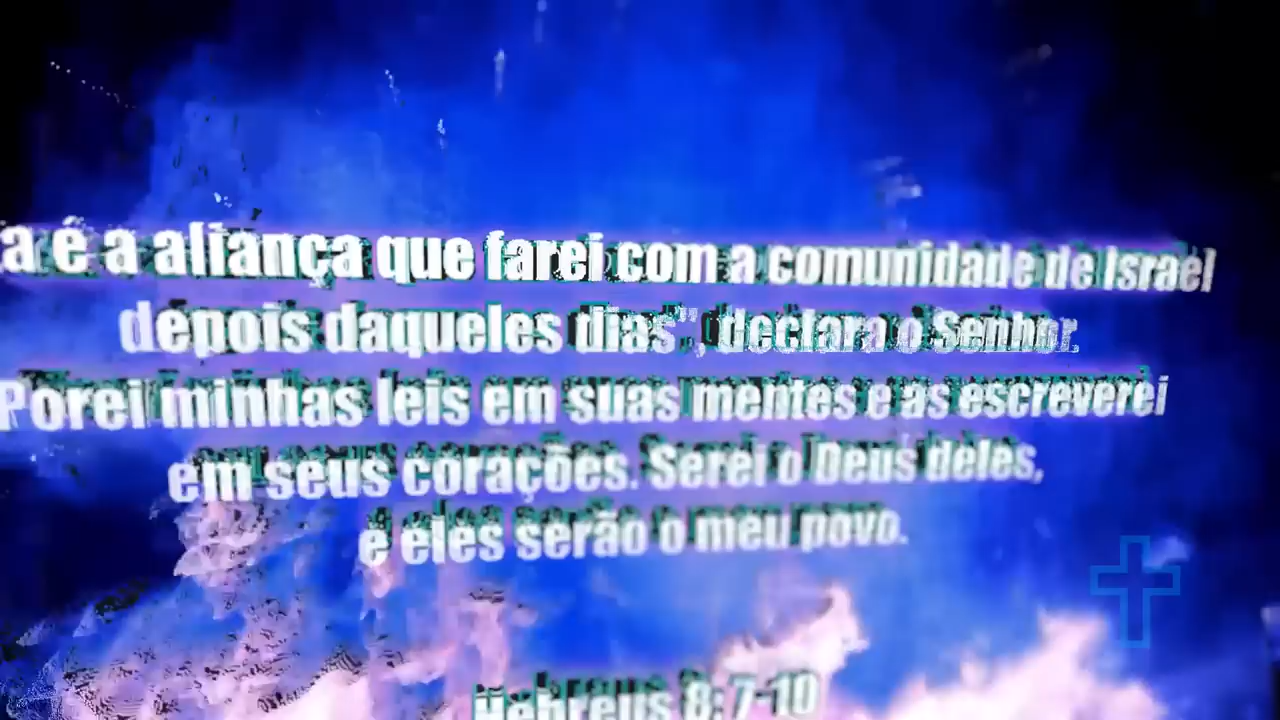 a é a aliança que farei com a comunidade de Israel
depois daqueles dias", declara o Senhor.
Porei minhas leis em suas mentes e as escreverei
em seus corações. Serei o Deus deles,
e eles serão o meu povo.
Hebreus 8: 7-10